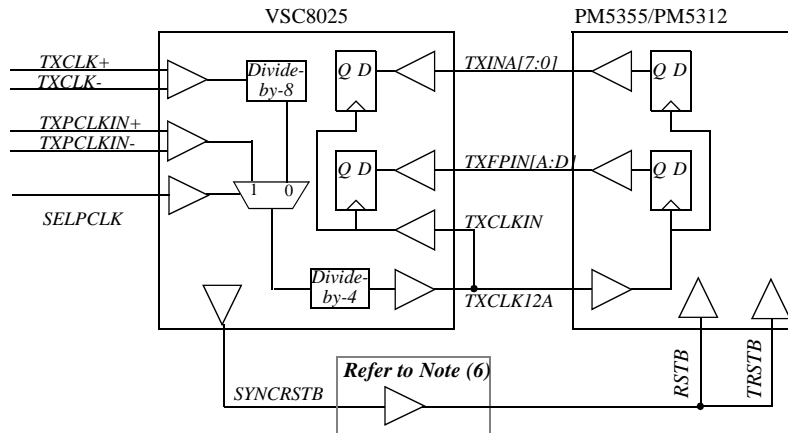 VSC8025
PM5355/PM5312
TXCLK+
TXCLK-
Divide-
by-8
Q D
TXINA[7:0]
Q D
TXPCLKIN+
TXPCLKIN-
1 0
Q D
TXFPIN[A:D]
Q D
SELPCLK
TXCLKIN
Divide-
by-4
TXCLK12A
Refer to Note (6)
SYNCRSTB
RSTB
TRSTB